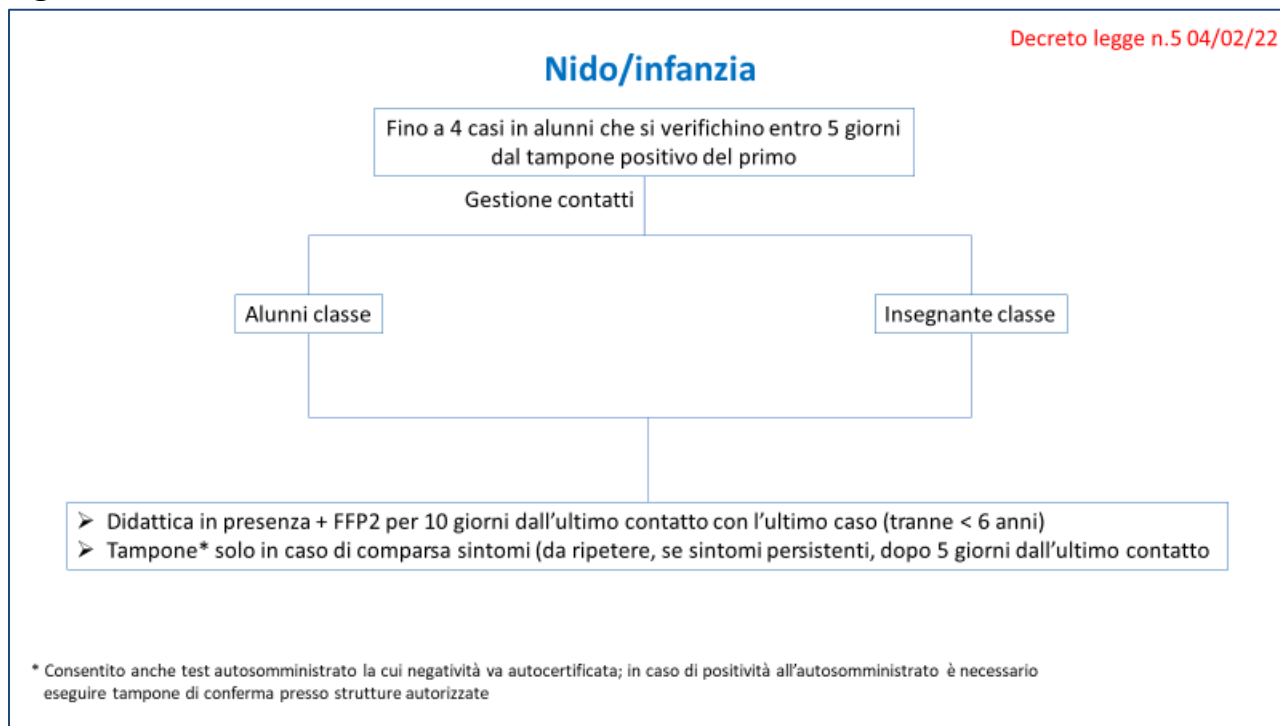 Decreto legge n.5 04/02/22
Nido/infanzia
Fino a 4 casi in alunni che si verifichino entro 5 giorni
dal tampone positivo del primo
Gestione contatti
Alunni classe
Insegnante classe
➢ Didattica in presenza + FFP2 per 10 giorni dall’ultimo contatto con l’ultimo caso (tranne < 6 anni)
➢ Tampone* solo in caso di comparsa sintomi (da ripetere, se sintomi persistenti, dopo 5 giorni dall’ultimo contatto
* Consentito anche test autosomministrato la cui negatività va autocertificata; in caso di positività all’autosomministrato è necessario
eseguire tampone di conferma presso strutture autorizzate